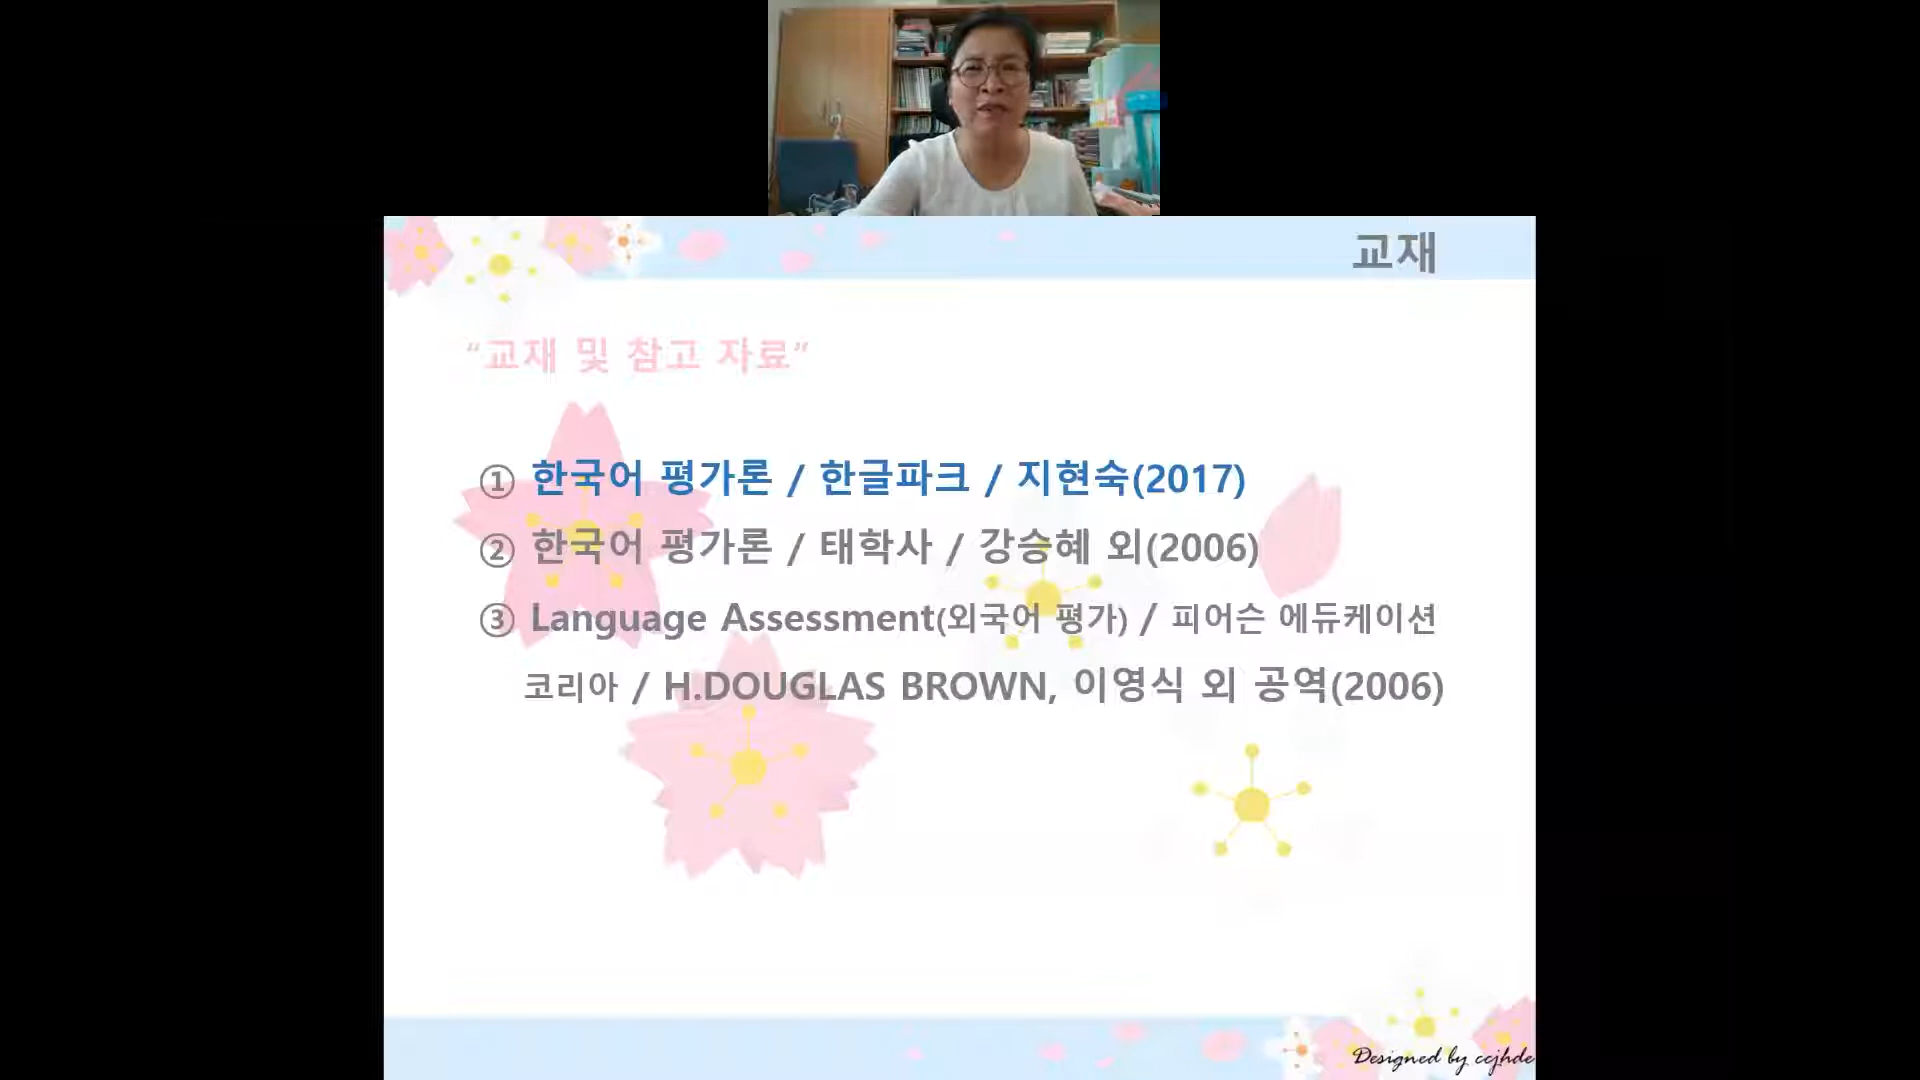 교재
“교재 및 참고 자료”
① 한국어 평가론 / 한글파크 / 지현숙(2017)
② 한국어 평가론 / 태학사 / 강승혜 외(2006)
③ Language Assessment(외국어 평가) / 피어슨 에듀케이션
코리아 / H.DOUGLAS BROWN, 이영식 외 공역(2006)
Designed by ccjhde